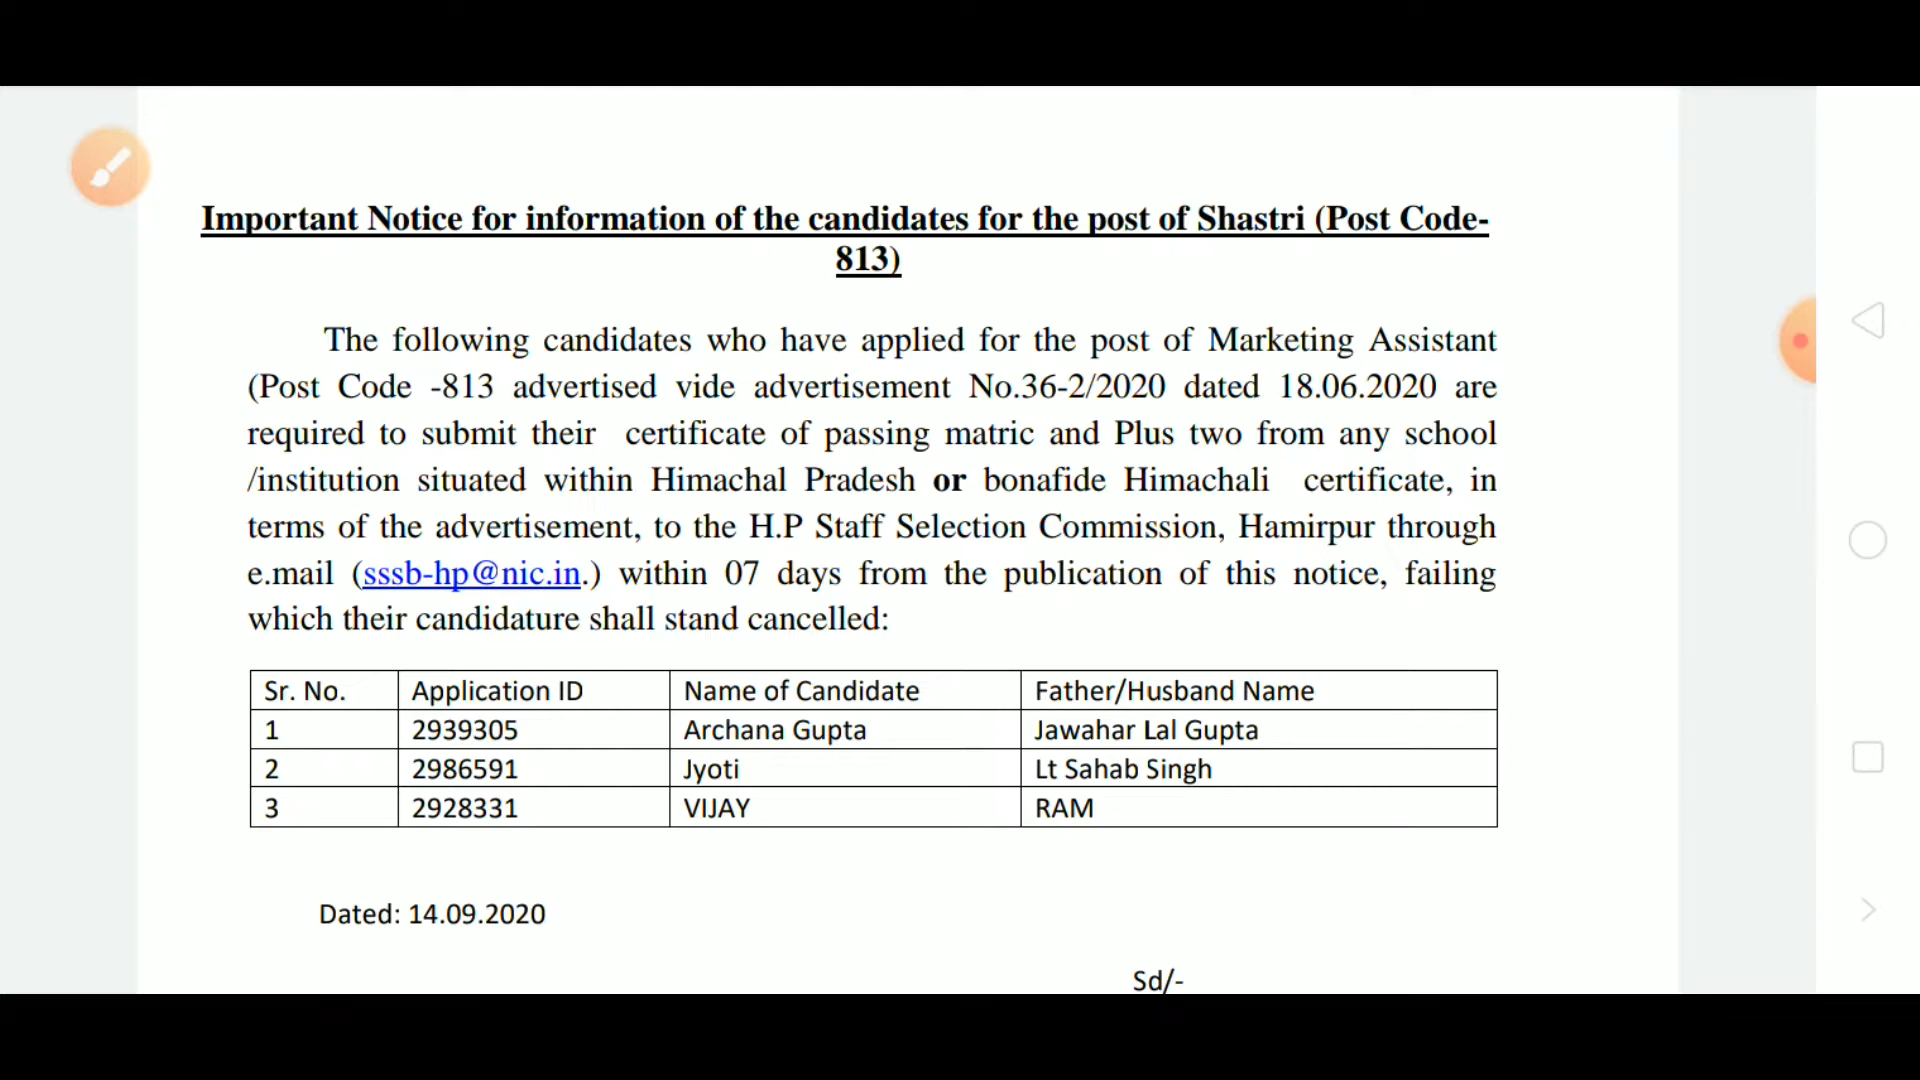 Important Notice for information of the candidates for the post of Shastri (Post Code-
813)
The following candidates who have applied for the post of Marketing Assistant
(Post Code -813 advertised vide advertisement No.36-2/2020 dated 18.06.2020 are
required to submit their certificate of passing matric and Plus two from any school
/institution situated within Himachal Pradesh or bonafide Himachali certificate, in
terms of the advertisement, to the H.P Staff Selection Commission, Hamirpur through
e.mail (sssb-hp@nic.in.) within 07 days from the publication of this notice, failing
which their candidature shall stand cancelled:
Sr. No. Application ID Name of Candidate Father/Husband Name
1 2939305 Archana Gupta Jawahar Lal Gupta
2 2986591 Jyoti Lt Sahab Singh
3 2928331 VIJAY RAM
Dated: 14.09.2020
Sd/-